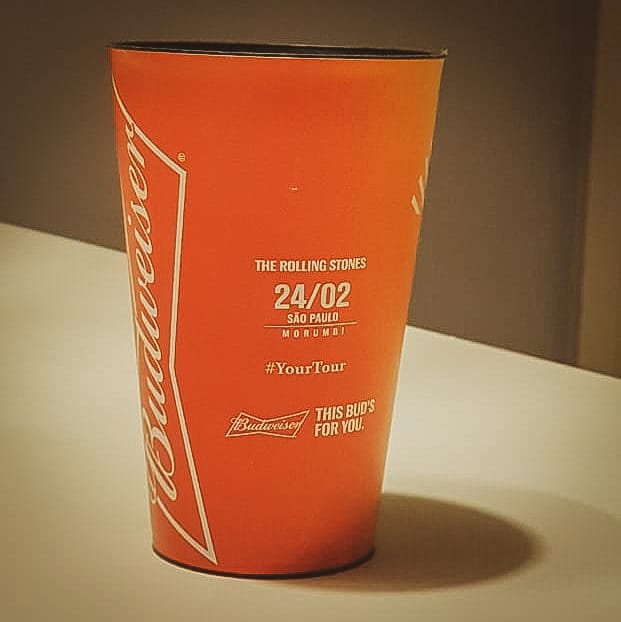 Budweiser
®
THE ROLLING STONES
24/02
SÃO PAULO
MORUMBI
#YourTour
Budweiser
THIS BUD'S
FOR YOU.